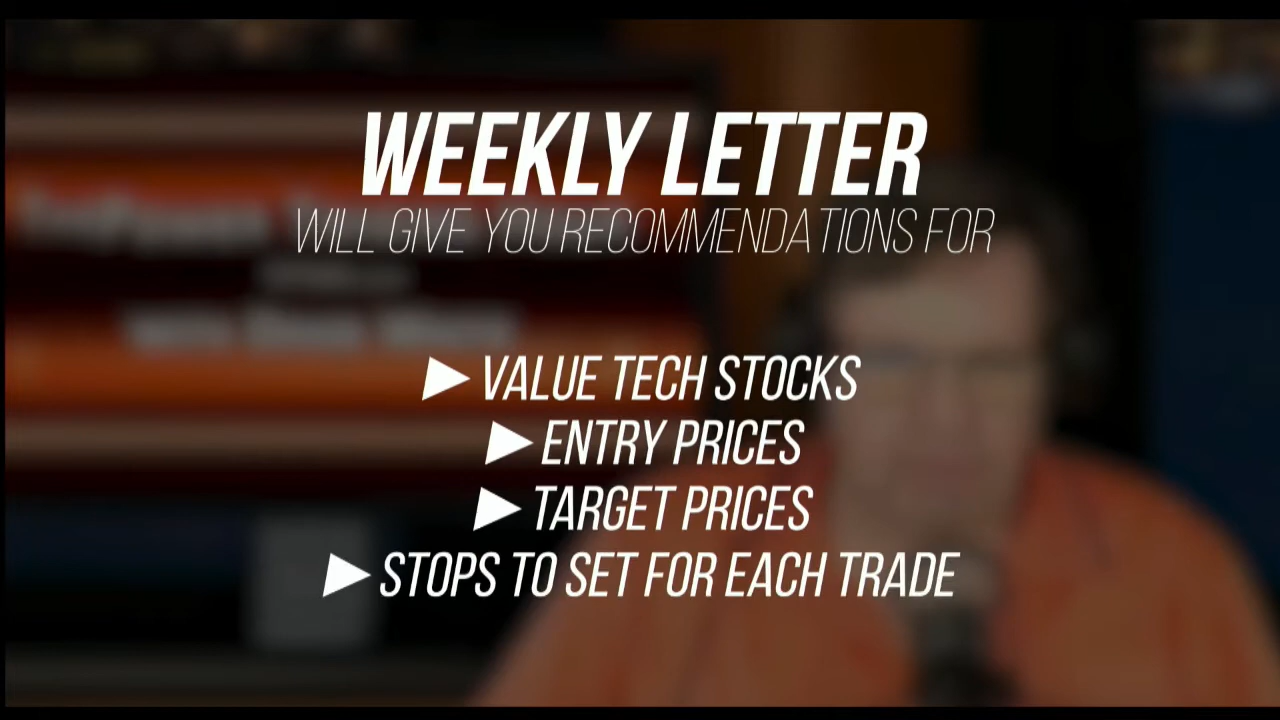 WEEKLY LETTER
WILL GIVE YOU RECOMMENDATIONS FOR
▶ VALUE TECH STOCKS
▶ ENTRY PRICES
▶ TARGET PRICES
▶ STOPS TO SET FOR EACH TRADE